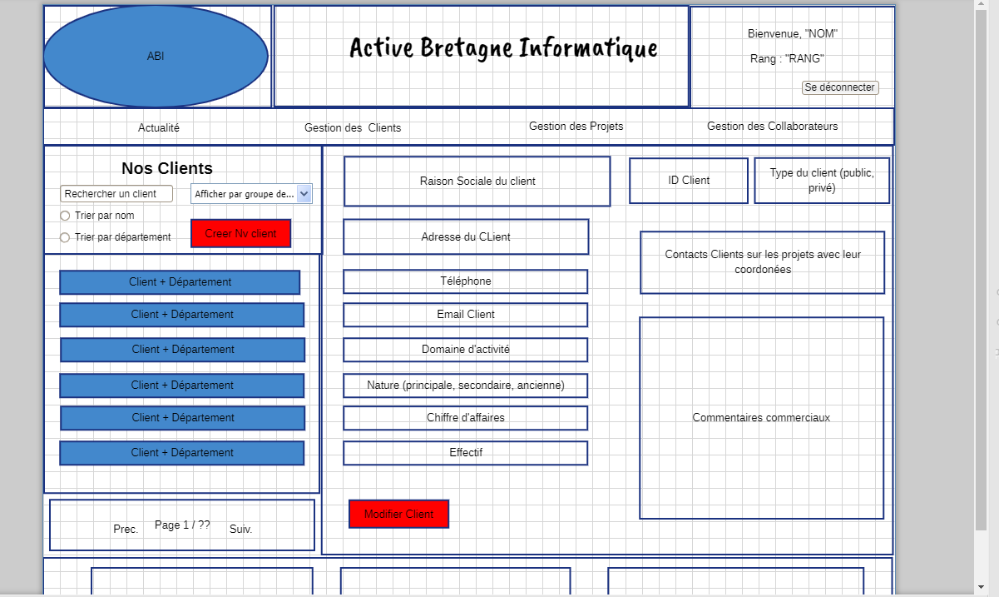 ABI
Active Bretagne Informatique
Bienvenue, "NOM"
Rang : "RANG"
Se déconnecter
Actualité
Gestion des Clients
Gestion des Projets
Gestion des Collaborateurs
Nos Clients
Rechercher un client
Afficher par groupe de...
Trier par nom
Trier par département
Creer Nv client
Client + Département
Client + Département
Client + Département
Client + Département
Client + Département
Client + Département
Prec.
Page 1 / ??
Suiv.
Raison Sociale du client
ID Client
Type du client (public,
privé)
Adresse du CLient
Téléphone
Email Client
Domaine d'activité
Nature (principale, secondaire, ancienne)
Chiffre d'affaires
Effectif
Modifier Client
Contacts Clients sur les projets avec leur
coordonées
Commentaires commerciaux